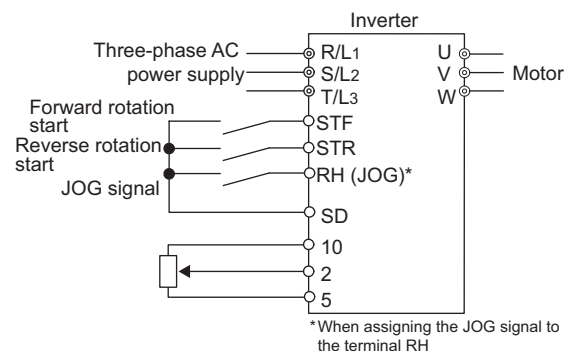 Inverter
Three-phase AC
power supply
R/L1
S/L2
T/L3
U
V
W
Motor
Forward rotation
start
STF
Reverse rotation
start
STR
JOG signal
RH (JOG)*
SD
10
2
5
*When assigning the JOG signal to
the terminal RH